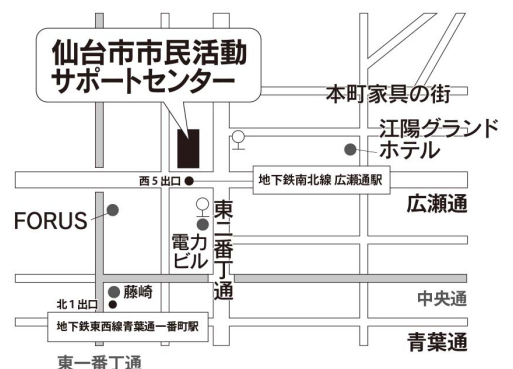 仙台市市民活動
サポートセンター
本町家具の街
江陽グランド
ホテル
西5出口
地下鉄南北線 広瀬通駅
広瀬通
FORUS
東二番丁通
電力
ビル
藤崎
中央通
北1出口
地下鉄東西線青葉通一番町駅
青葉通
東一番丁通